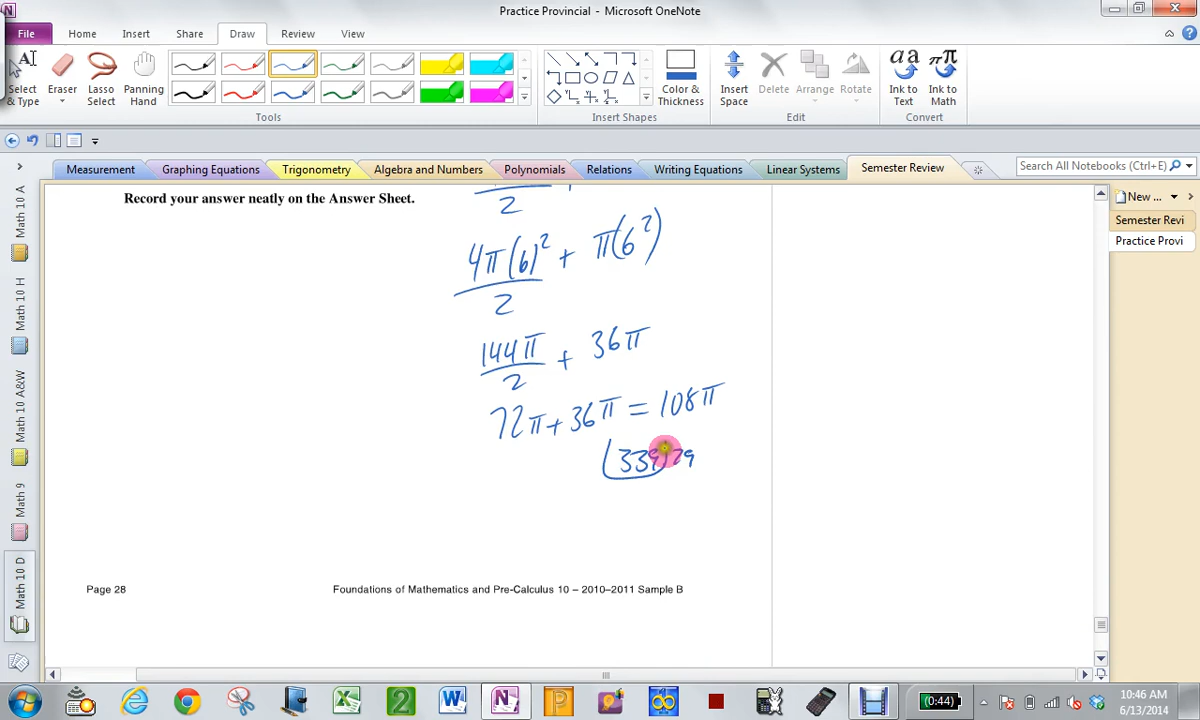 Practice Provincial - Microsoft OneNote
File Home Insert Share Draw Review View
Select & Type
Eraser
Lasso Select
Panning Hand
Color & Thickness
Insert Space
Delete
Arrange
Rotate
Ink to Text
Ink to Math
Tools
Insert Shapes
Edit
Convert
Measurement Graphing Equations Trigonometry Algebra and Numbers Polynomials Relations Writing Equations Linear Systems Semester Review
Search All Notebooks (Ctrl+E)
New ...
Semester Revi
Practice Provi
Math 10 A
Math 10 H
Math 10 A&W
Math 9
Math 10 D
Record your answer neatly on the Answer Sheet.
2
4π(6)² + π(6²)
2
144π + 36π
2
72π + 36π = 108π
339.29
Page 28
Foundations of Mathematics and Pre-Calculus 10 – 2010–2011 Sample B
(0:44)
10:46 AM
6/13/2014